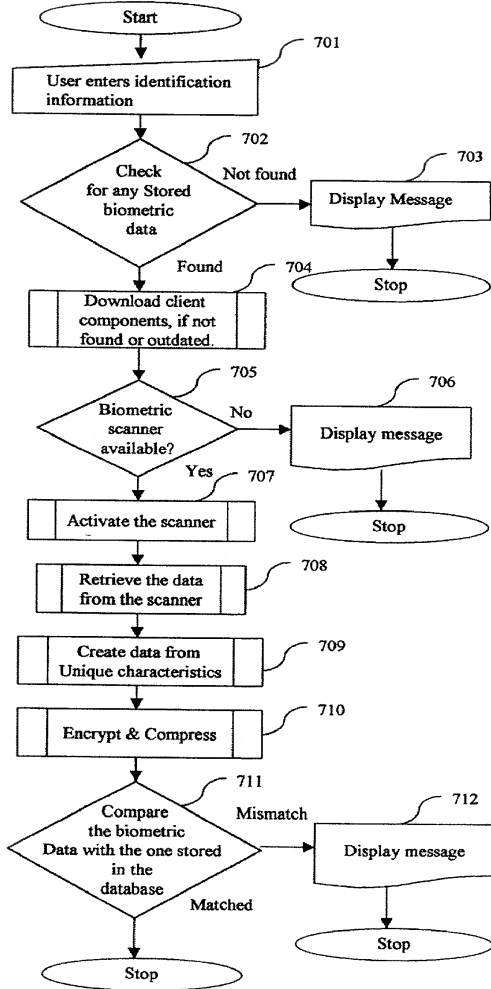 Start
701
User enters identification
information
702
Check
for any Stored
biometric
data
Not found
703
Display Message
Stop
Found
704
Download client
components, if not
found or outdated.
705
Biometric
scanner
available?
No
706
Display message
Stop
Yes
707
Activate the scanner
708
Retrieve the data
from the scanner
709
Create data from
Unique characteristics
710
Encrypt & Compress
711
Compare
the biometric
Data with the one stored
in the
database
Mismatch
712
Display message
Stop
Matched
Stop